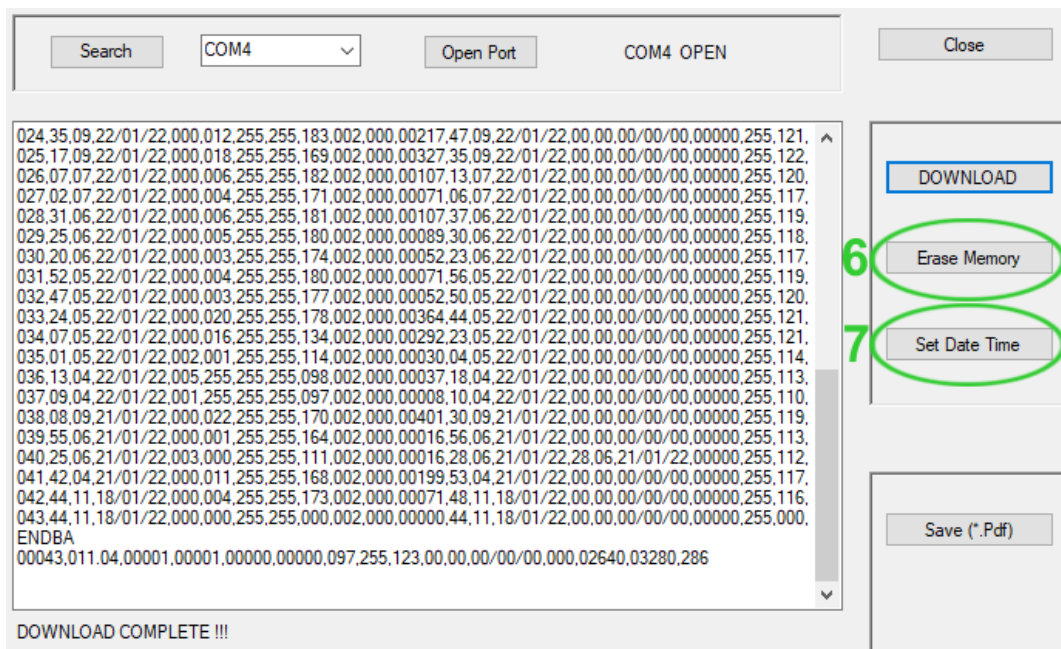 Search
COM4
Open Port
COM4 OPEN
Close
024,35,09,22/01/22,000,012,255,255,183,002,000,00217,47,09,22/01/22,00,00,00/00/00,00000,255,121,
025,17,09,22/01/22,000,018,255,255,169,002,000,00327,35,09,22/01/22,00,00,00/00/00,00000,255,122,
026,07,07,22/01/22,000,006,255,255,182,002,000,00107,13,07,22/01/22,00,00,00/00/00,00000,255,120,
027,02,07,22/01/22,000,004,255,255,171,002,000,00071,06,07,22/01/22,00,00,00/00/00,00000,255,117,
028,31,06,22/01/22,000,006,255,255,181,002,000,00107,37,06,22/01/22,00,00,00/00/00,00000,255,119,
029,25,06,22/01/22,000,005,255,255,180,002,000,00089,30,06,22/01/22,00,00,00/00/00,00000,255,118,
030,20,06,22/01/22,000,003,255,255,174,002,000,00052,23,06,22/01/22,00,00,00/00/00,00000,255,117,
031,52,05,22/01/22,000,004,255,255,180,002,000,00071,56,05,22/01/22,00,00,00/00/00,00000,255,119,
032,47,05,22/01/22,000,003,255,255,177,002,000,00052,50,05,22/01/22,00,00,00/00/00,00000,255,120,
033,24,05,22/01/22,000,020,255,255,178,002,000,00364,44,05,22/01/22,00,00,00/00/00,00000,255,121,
034,07,05,22/01/22,000,016,255,255,134,002,000,00292,23,05,22/01/22,00,00,00/00/00,00000,255,121,
035,01,05,22/01/22,002,001,255,255,114,002,000,00030,04,05,22/01/22,00,00,00/00/00,00000,255,114,
036,13,04,22/01/22,005,255,255,255,098,002,000,00037,18,04,22/01/22,00,00,00/00/00,00000,255,113,
037,09,04,22/01/22,001,255,255,255,097,002,000,00008,10,04,22/01/22,00,00,00/00/00,00000,255,110,
038,08,09,21/01/22,000,022,255,255,170,002,000,00401,30,09,21/01/22,00,00,00/00/00,00000,255,119,
039,55,06,21/01/22,000,001,255,255,164,002,000,00016,56,06,21/01/22,00,00,00/00/00,00000,255,113,
040,25,06,21/01/22,003,000,255,255,111,002,000,00016,28,06,21/01/22,28,06,21/01/22,00000,255,112,
041,42,04,21/01/22,000,011,255,255,168,002,000,00199,53,04,21/01/22,00,00,00/00/00,00000,255,117,
042,44,11,18/01/22,000,004,255,255,173,002,000,00071,48,11,18/01/22,00,00,00/00/00,00000,255,116,
043,44,11,18/01/22,000,000,255,255,000,002,000,00000,44,11,18/01/22,00,00,00/00/00,00000,255,000,
ENDBA
00043,011.04,00001,00001,00000,00000,097,255,123,00,00,00/00/00,000,02640,03280,286
DOWNLOAD COMPLETE !!!
DOWNLOAD
6
Erase Memory
7
Set Date Time
Save (*.Pdf)